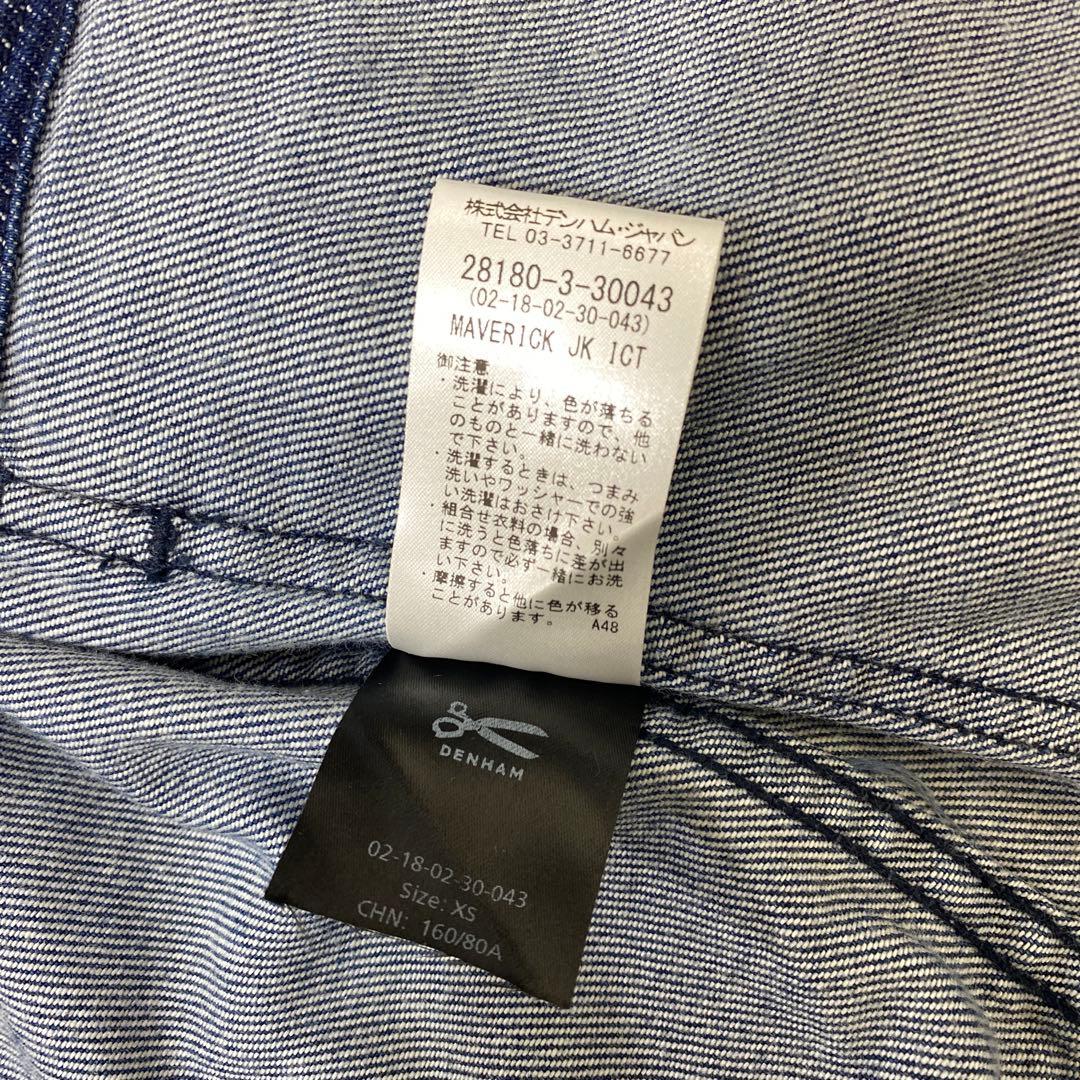 株式会社デンハム・ジャパン
TEL 03-3711-6677
28180-3-30043
(02-18-02-30-043)
MAVERICK JK ICT
御注意
・洗濯により、色が落ちる
ことがありますので、他
のものと一緒に洗わない
で下さい。
・洗濯するときは、つまみ
洗いやワッシャーでの強
い洗濯はおさけ下さい。
・組合せ衣料の場合、別々
に洗うと色落ちに差が出
ますので必ず一緒にお洗
い下さい。
・摩擦すると他に色が移る
ことがあります。 A48
DENHAM
02-18-02-30-043
Size: XS
CHN: 160/80A